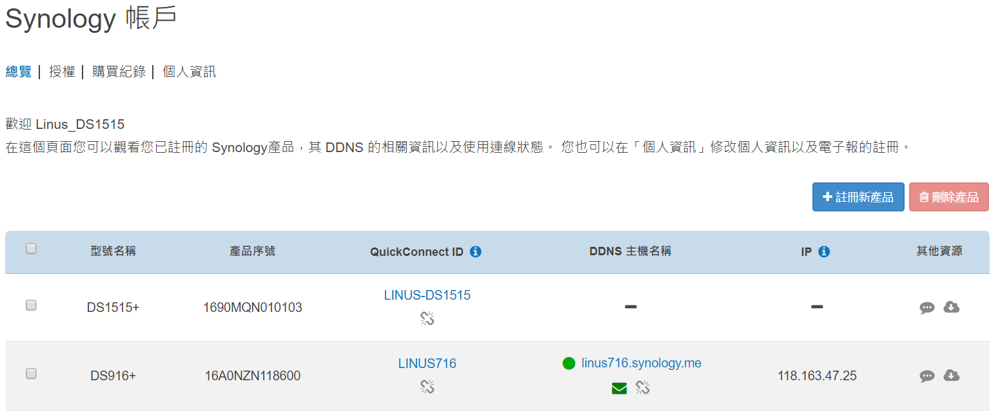 Synology 帳戶
總覽 | 授權 | 購買紀錄 | 個人資訊
歡迎 Linus_DS1515
在這個頁面您可以觀看您已註冊的 Synology產品，其 DDNS 的相關資訊以及使用連線狀態。 您也可以在「個人資訊」修改個人資訊以及電子報的註冊。
註冊新產品 刪除產品
型號名稱 產品序號 QuickConnect ID DDNS 主機名稱 IP 其他資源
DS1515+ 1690MQN010103 LINUS-DS1515 – –
DS916+ 16A0NZN118600 LINUS716 linus716.synology.me 118.163.47.25